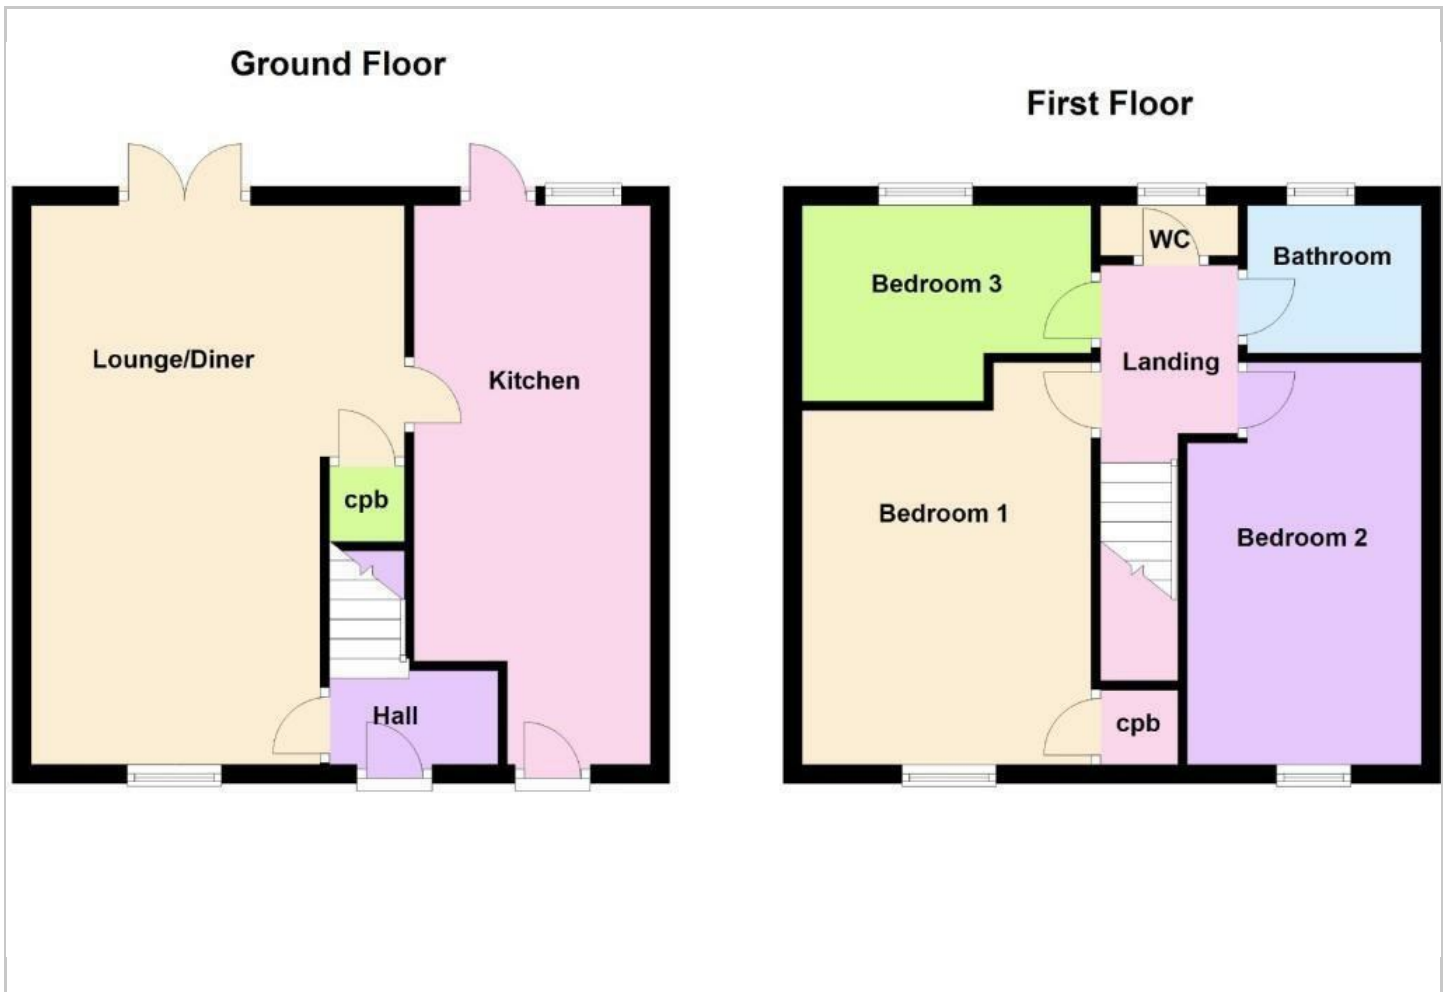 Ground Floor
Lounge/Diner
Kitchen
cpb
Hall
First Floor
WC
Bathroom
Bedroom 3
Landing
Bedroom 1
Bedroom 2
cpb